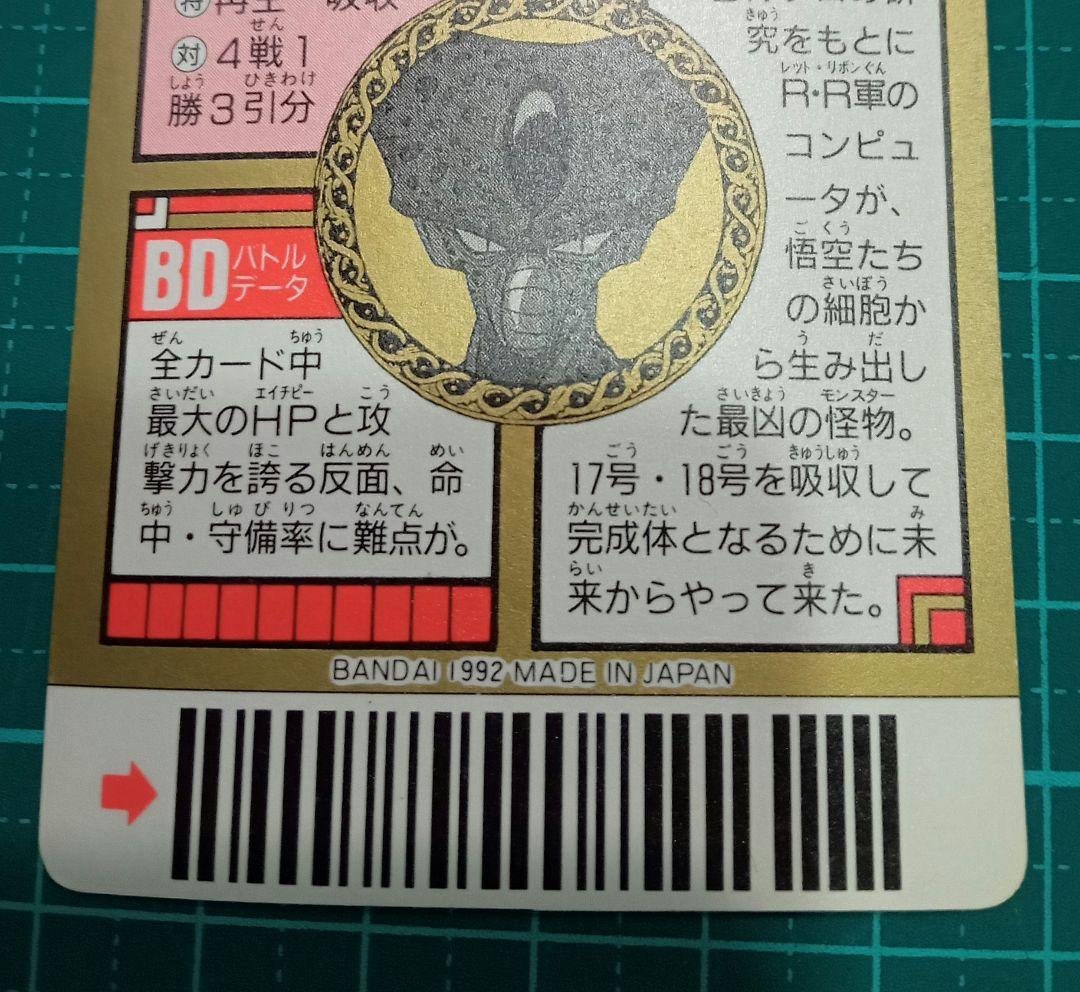 対 4戦1
勝3引分
BD バトル
データ
全カード中
最大のHPと攻
撃力を誇る反面、命
中・守備率に難点が。
究をもとに
R・R軍の
コンピュ
ータが、
悟空たち
の細胞か
ら生み出し
た最凶の怪物。
17号・18号を吸収して
完成体となるために未
来からやって来た。
BANDAI 1992 MADE IN JAPAN